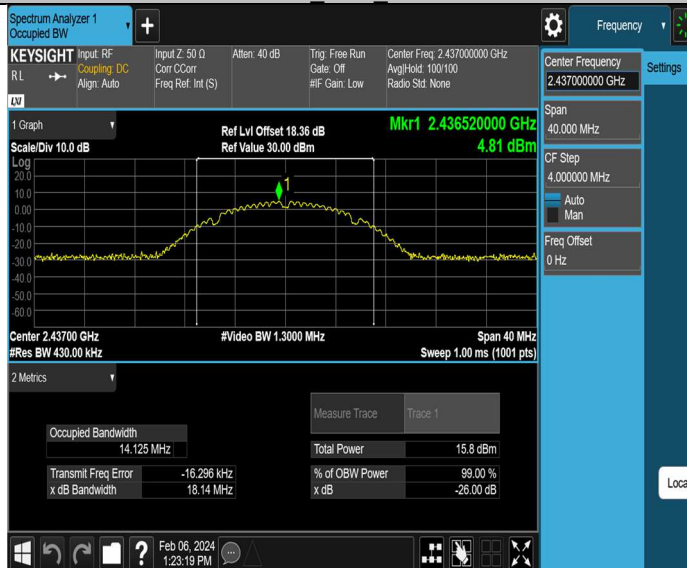 Spectrum Analyzer 1
Occupied BW
Frequency
KEYSIGHT
RL
LXI
Input: RF
Coupling: DC
Align: Auto
Input Z: 50 Ω
Corr CCorr
Freq Ref: Int (S)
Atten: 40 dB
Trig: Free Run
Gate: Off
#IF Gain: Low
Center Freq: 2.437000000 GHz
Avg|Hold: 100/100
Radio Std: None
Center Frequency
2.437000000 GHz
Settings
Span
40.000 MHz
CF Step
4.000000 MHz
Auto
Man
Freq Offset
0 Hz
1 Graph
Scale/Div 10.0 dB
Ref Lvl Offset 18.36 dB
Ref Value 30.00 dBm
Mkr1 2.436520000 GHz
4.81 dBm
Log
20.0
10.0
0.00
-10.0
-20.0
-30.0
-40.0
-50.0
-60.0
1
Center 2.43700 GHz
#Res BW 430.00 kHz
#Video BW 1.3000 MHz
Span 40 MHz
Sweep 1.00 ms (1001 pts)
2 Metrics
Measure Trace
Trace 1
Occupied Bandwidth
14.125 MHz
Total Power
15.8 dBm
Transmit Freq Error
-16.296 kHz
% of OBW Power
99.00 %
x dB Bandwidth
18.14 MHz
x dB
-26.00 dB
Loca
?
Feb 06, 2024
1:23:19 PM